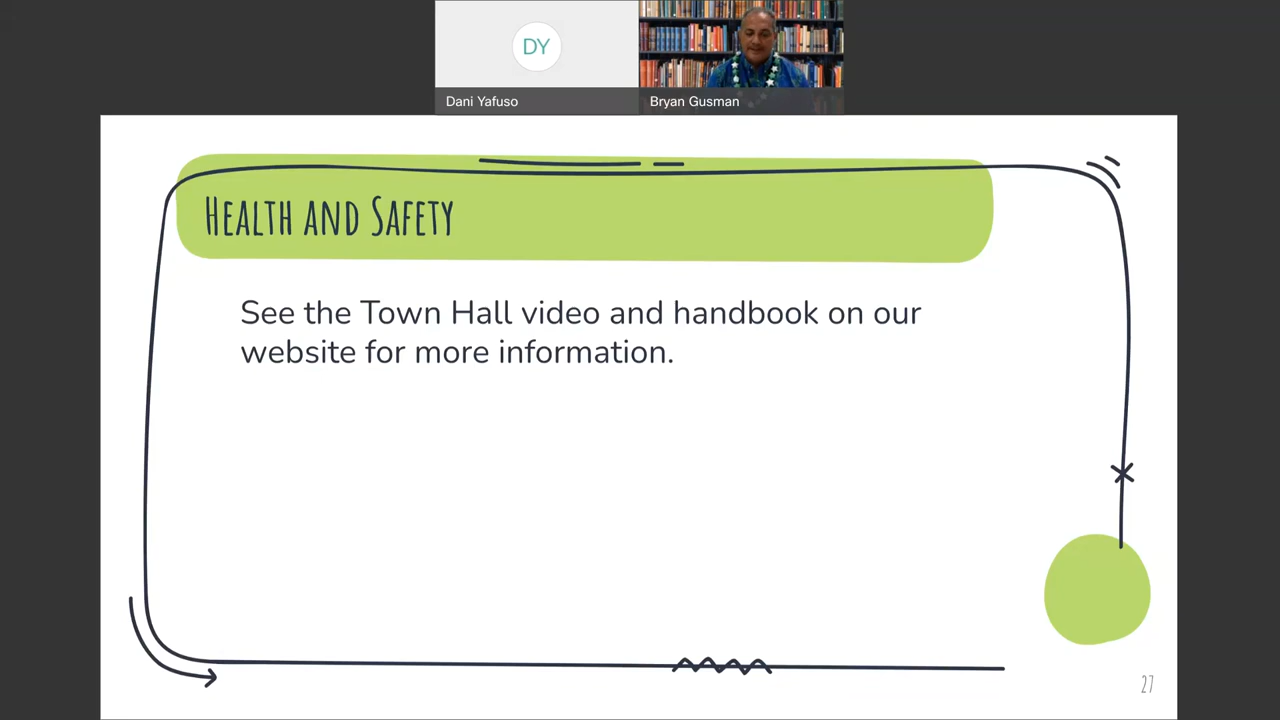 DY
Dani Yafuso
Bryan Gusman
Health and Safety
See the Town Hall video and handbook on our
website for more information.
27